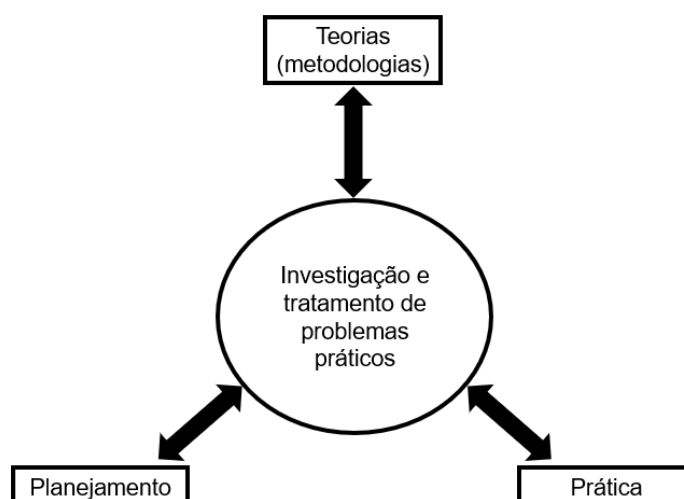 Teorias
(metodologias)
Investigação e
tratamento de
problemas
práticos
Planejamento
Prática